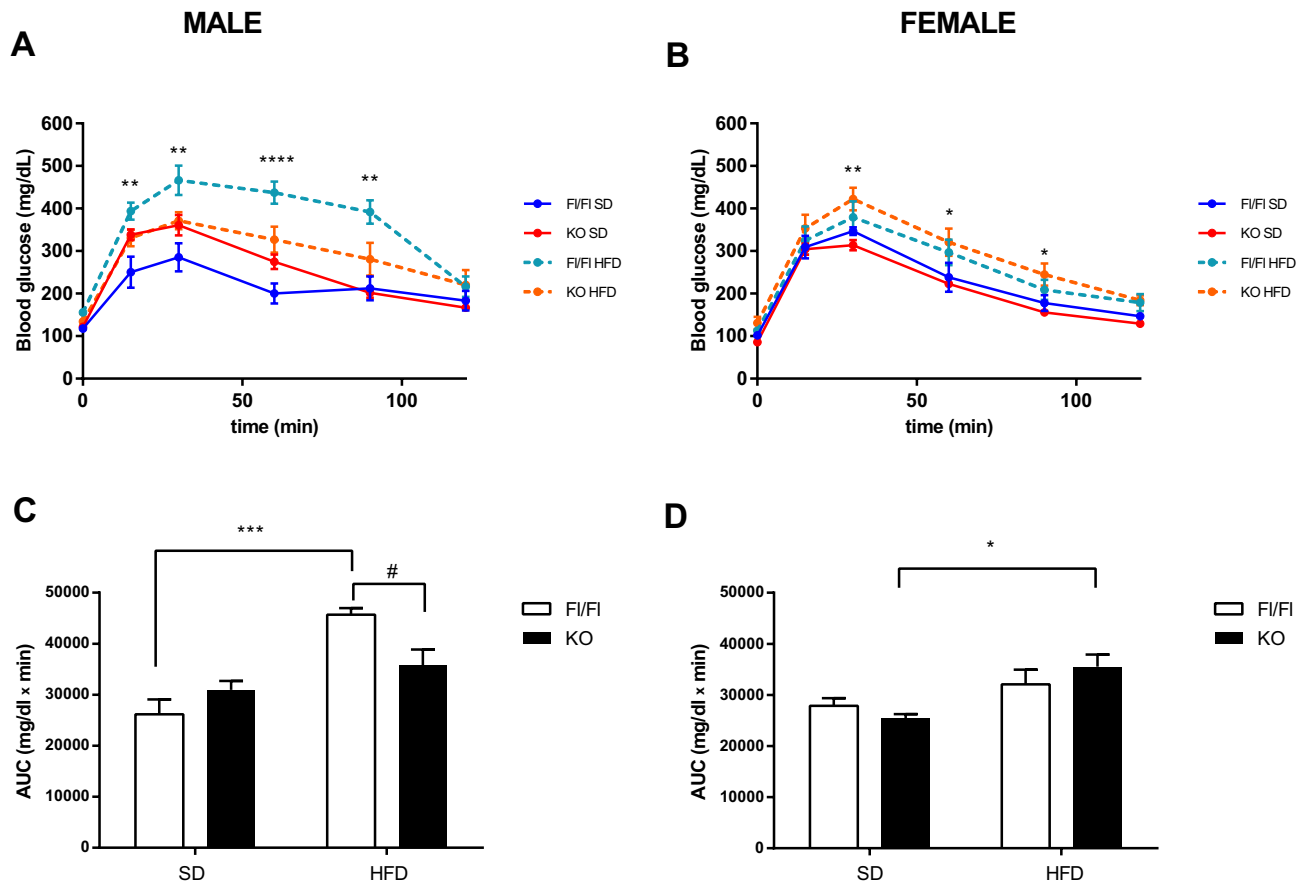 MALE
FEMALE
A
B
600
500
400
300
200
100
0
Blood glucose (mg/dL)
**
**
****
**
0
50
100
time (min)
Fl/Fl SD
KO SD
Fl/Fl HFD
KO HFD
600
500
400
300
200
100
0
Blood glucose (mg/dL)
**
*
*
0
50
100
time (min)
Fl/Fl SD
KO SD
Fl/Fl HFD
KO HFD
C
D
***
#
50000
40000
30000
20000
10000
0
AUC (mg/dl x min)
SD
HFD
Fl/Fl
KO
*
50000
40000
30000
20000
10000
0
AUC (mg/dl x min)
SD
HFD
Fl/Fl
KO